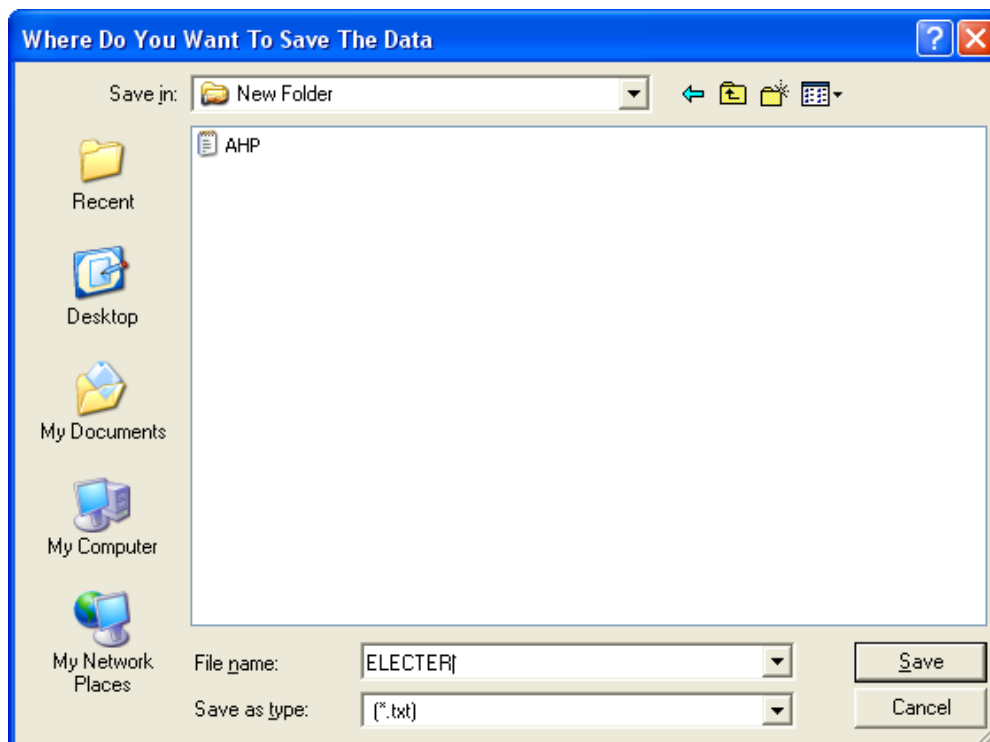 Where Do You Want To Save The Data
Save in: New Folder
AHP
Recent
Desktop
My Documents
My Computer
My Network
Places
File name: ELECTER
Save
Save as type: (*.txt)
Cancel